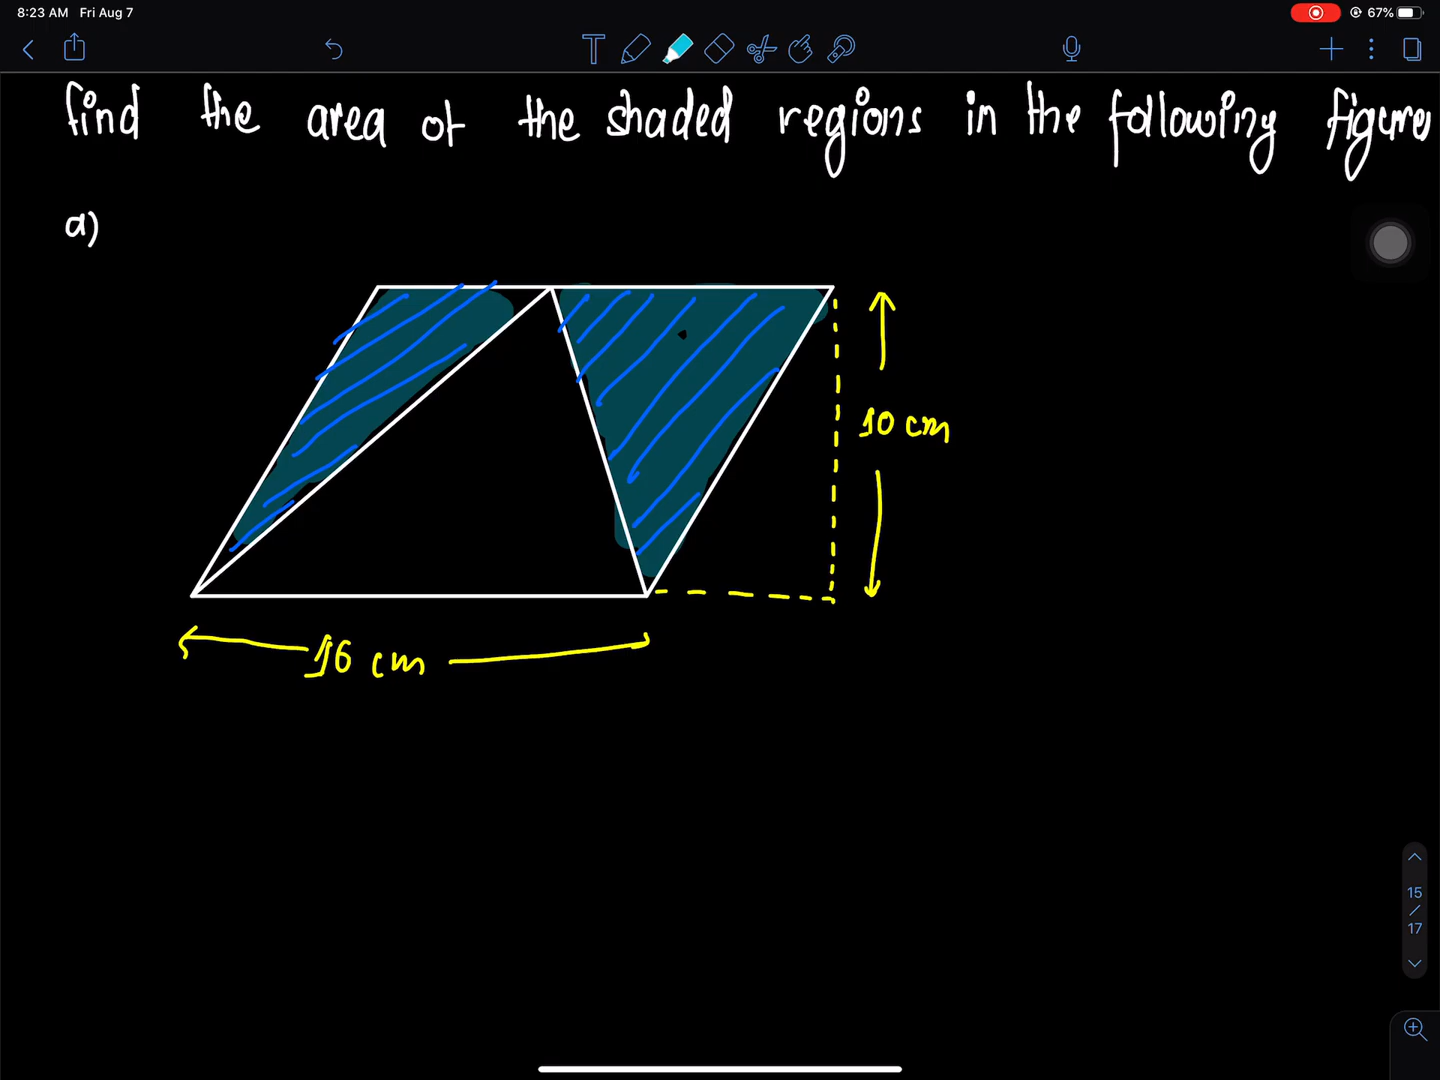 8:23 AM Fri Aug 7
67%
find the area of the shaded regions in the following figures
a)
10 cm
16 cm
15
/
17